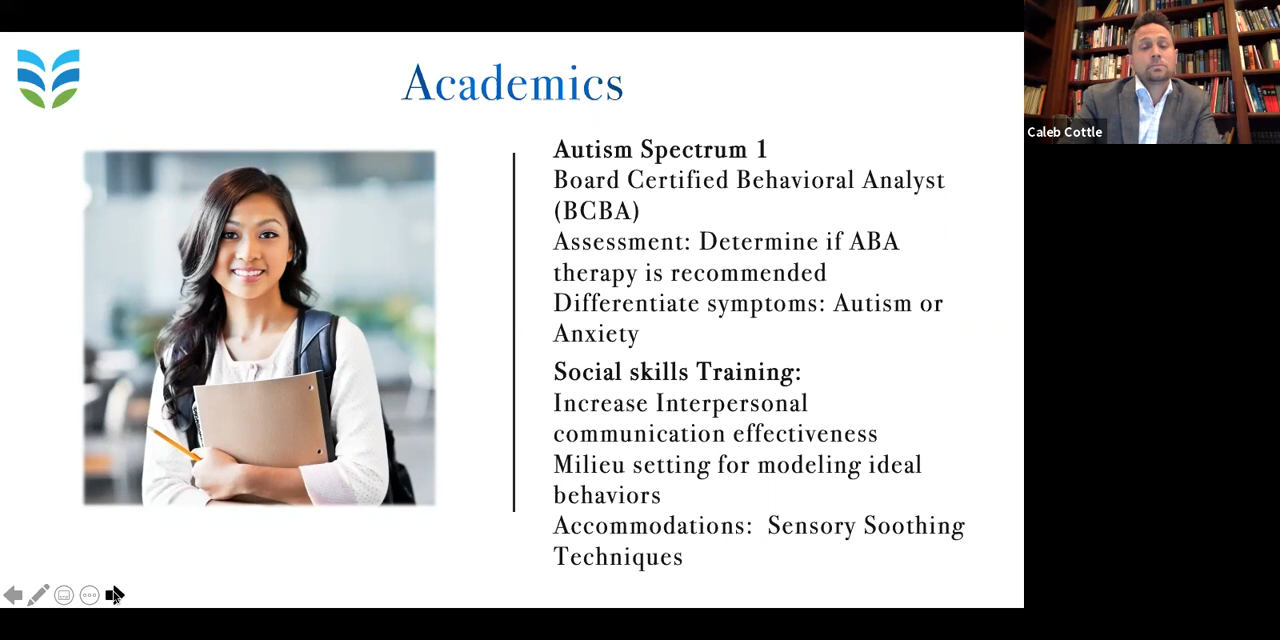 Academics
Autism Spectrum 1
Board Certified Behavioral Analyst
(BCBA)
Assessment: Determine if ABA
therapy is recommended
Differentiate symptoms: Autism or
Anxiety
Social skills Training:
Increase Interpersonal
communication effectiveness
Milieu setting for modeling ideal
behaviors
Accommodations:  Sensory Soothing
Techniques
Caleb Cottle